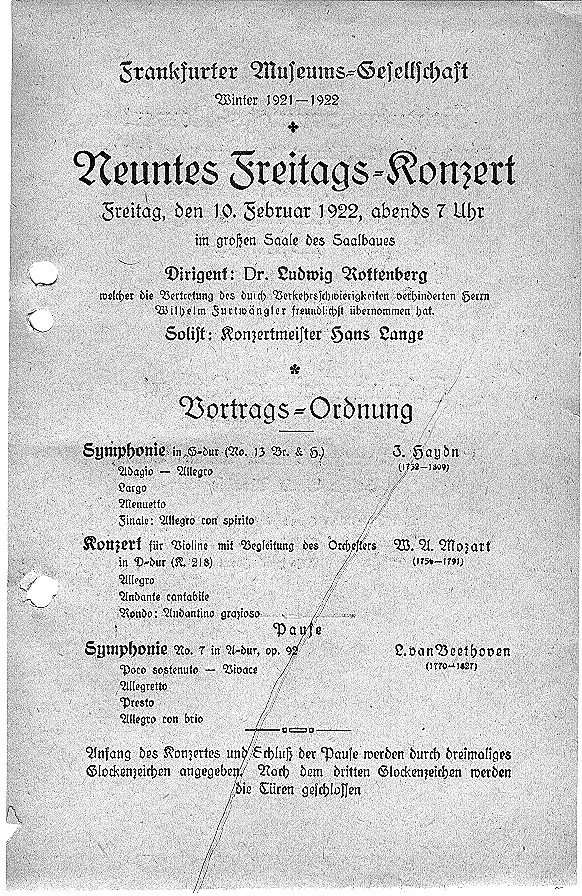 Frankfurter Museums-Gesellschaft
Winter 1921—1922
Neuntes Freitags-Konzert
Freitag, den 10. Februar 1922, abends 7 Uhr
im großen Saale des Saalbaues
Dirigent: Dr. Ludwig Rottenberg
welcher die Vertretung des durch Verkehrsschwierigkeiten verhinderten Herrn
Wilhelm Furtwängler freundlichst übernommen hat.
Solist: Konzertmeister Hans Lange
Vortrags-Ordnung
Symphonie in G-dur (No. 13 Br. & H.) J. Haydn
(1732—1809)
Adagio — Allegro
Largo
Menuetto
Finale: Allegro con spirito
Konzert für Violine mit Begleitung des Orchesters W. A. Mozart
in D-dur (K. 218) (1756—1791)
Allegro
Andante cantabile
Rondo: Andantino grazioso
Pause
Symphonie No. 7 in A-dur, op. 92 L. van Beethoven
(1770—1827)
Poco sostenuto — Vivace
Allegretto
Presto
Allegro con brio
Anfang des Konzertes und Schluß der Pause werden durch dreimaliges
Glockenzeichen angegeben. Nach dem dritten Glockenzeichen werden
die Türen geschlossen